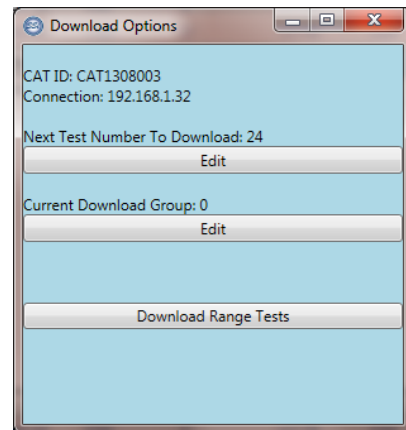 Download Options
CAT ID: CAT1308003
Connection: 192.168.1.32
Next Test Number To Download: 24
Edit
Current Download Group: 0
Edit
Download Range Tests